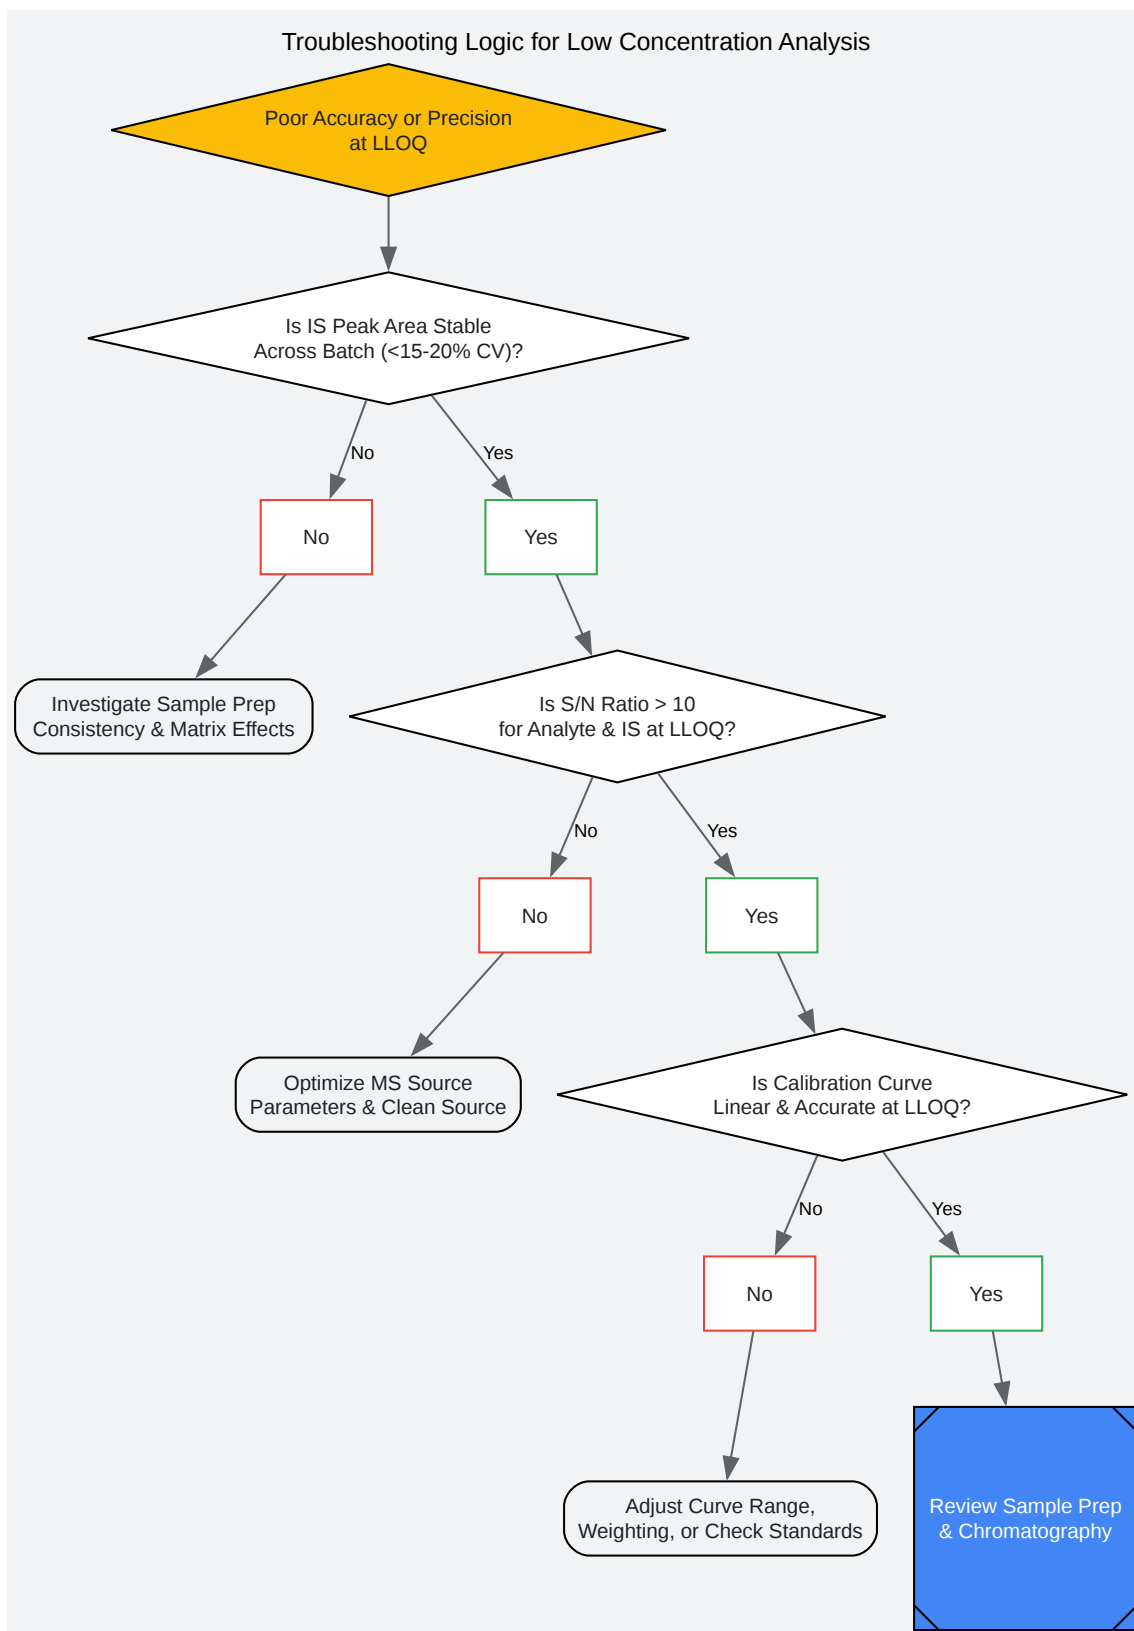 Troubleshooting Logic for Low Concentration Analysis
Poor Accuracy or Precision
at LLOQ
Is IS Peak Area Stable
Across Batch (<15-20% CV)?
No
Yes
No
Yes
Investigate Sample Prep
Consistency & Matrix Effects
Is S/N Ratio > 10
for Analyte & IS at LLOQ?
No
Yes
No
Yes
Optimize MS Source
Parameters & Clean Source
Is Calibration Curve
Linear & Accurate at LLOQ?
No
Yes
No
Yes
Adjust Curve Range,
Weighting, or Check Standards
Review Sample Prep
& Chromatography